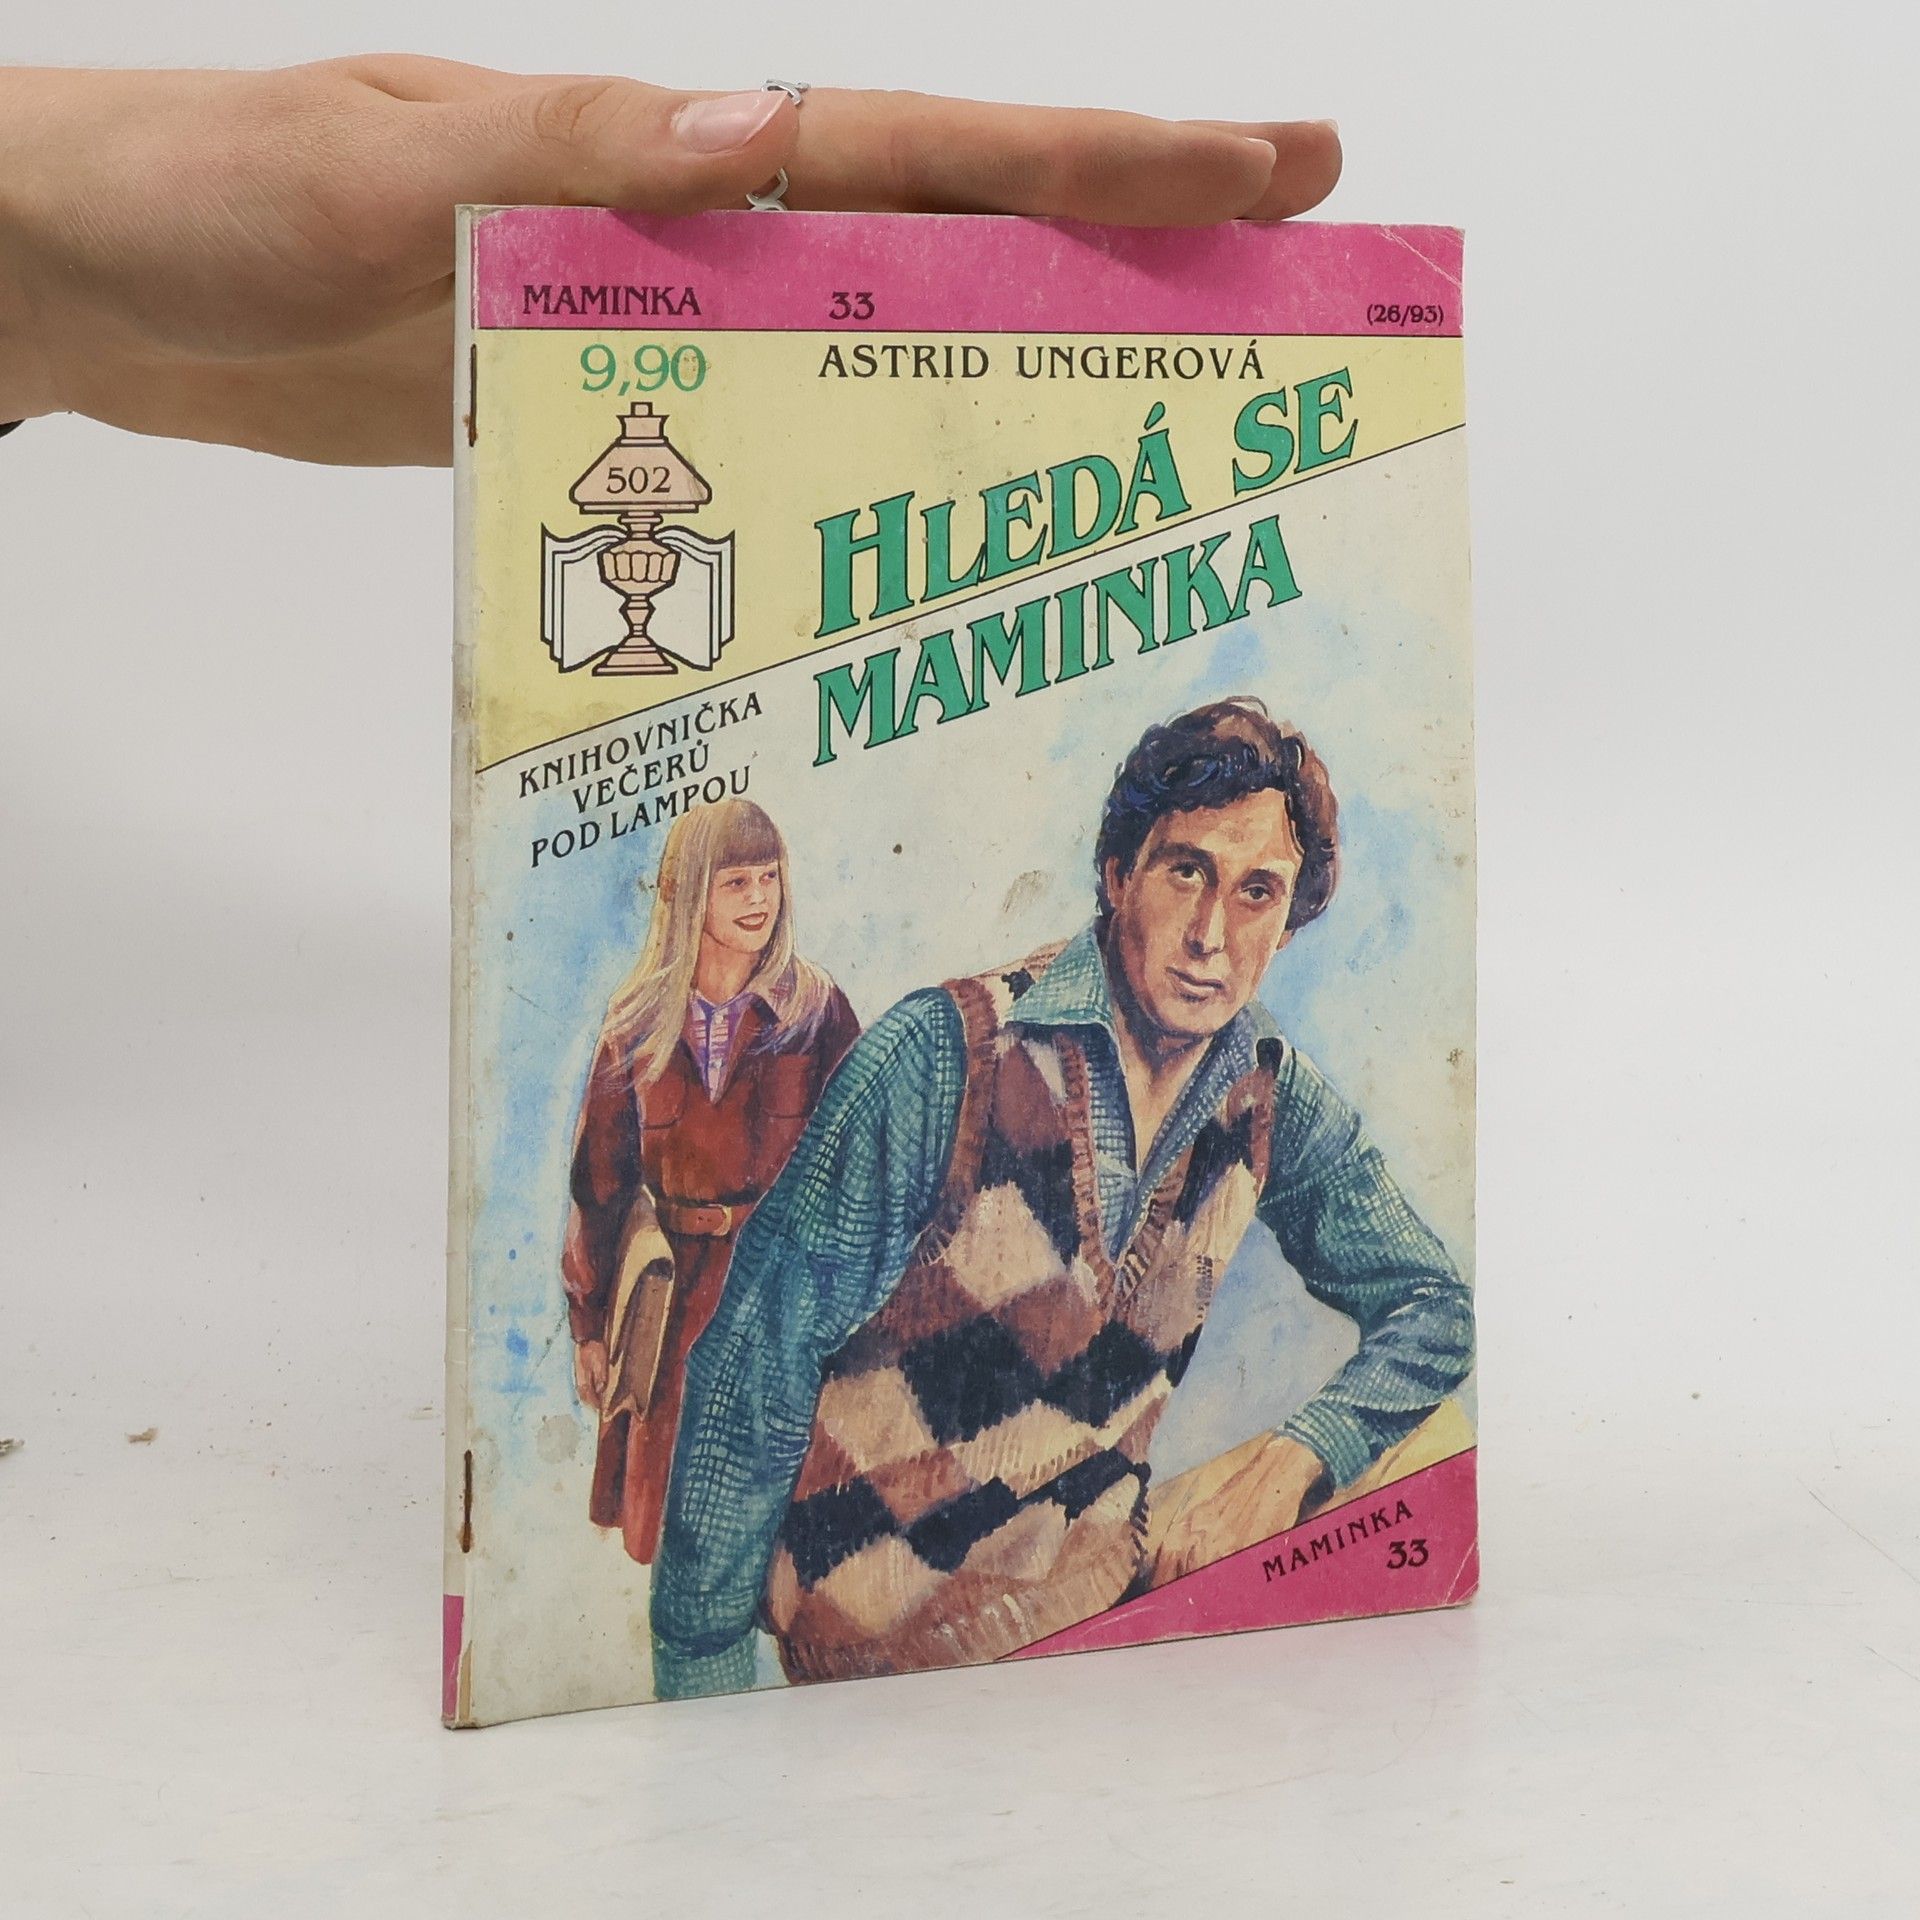 MAMINKA 33 (26/93)
9,90 ASTRID UNGEROVÁ
502
HLEDÁ SE
MAMINKA
KNIHOVNIČKA
VEČERŮ
POD LAMPOU
MAMINKA
33